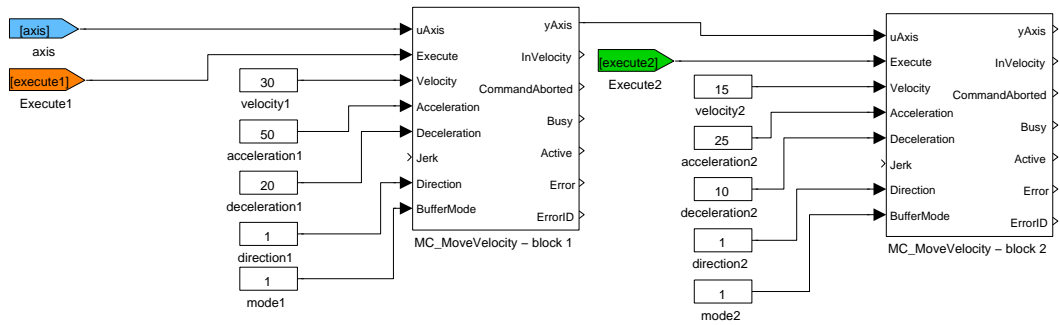 [axis]
axis
[execute1]
Execute1
30
velocity1
50
acceleration1
20
deceleration1
1
direction1
1
mode1
uAxis
Execute
Velocity
Acceleration
Deceleration
Jerk
Direction
BufferMode
yAxis
InVelocity
CommandAborted
Busy
Active
Error
ErrorID
MC_MoveVelocity – block 1
[execute2]
Execute2
15
velocity2
25
acceleration2
10
deceleration2
1
direction2
1
mode2
uAxis
Execute
Velocity
Acceleration
Deceleration
Jerk
Direction
BufferMode
yAxis
InVelocity
CommandAborted
Busy
Active
Error
ErrorID
MC_MoveVelocity – block 2